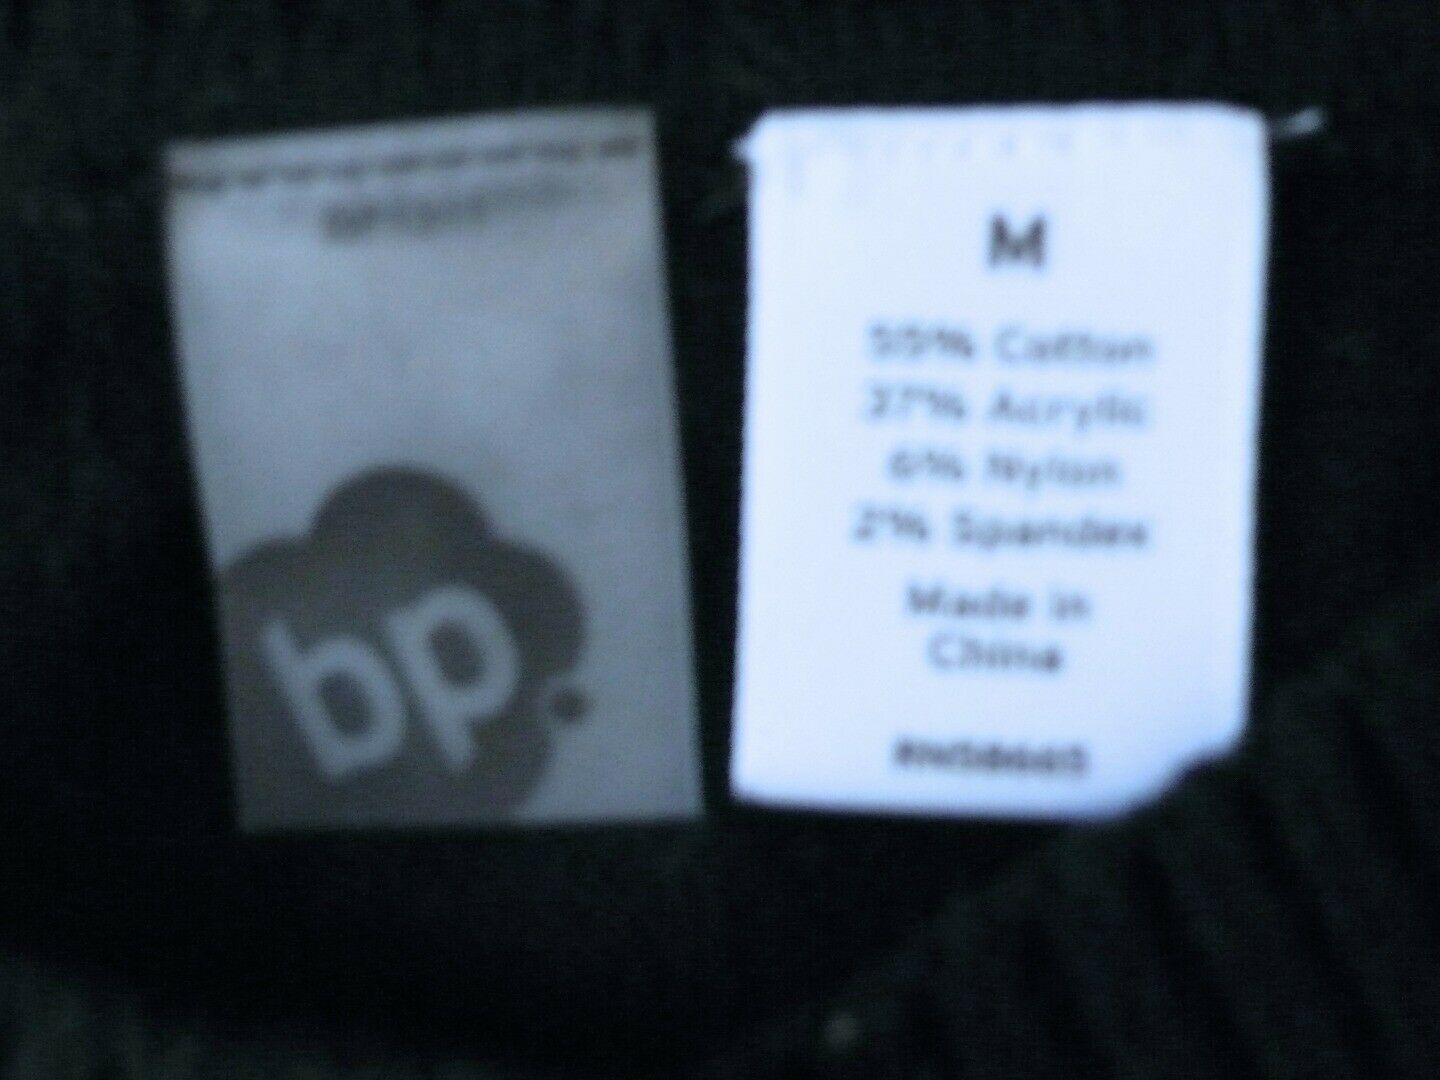 bp.
M
55% Cotton
37% Acrylic
6% Nylon
2% Spandex
Made in
China